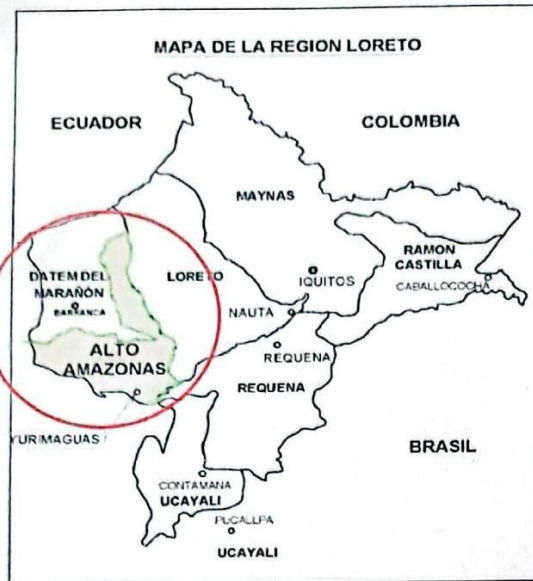 MAPA DE LA REGION LORETO
ECUADOR
COLOMBIA
MAYNAS
RAMON
CASTILLA
DATEM DEL
MARAÑÓN
LORETO
IQUITOS
CABALLOCOCHA
BARRANCA
NAUTA
ALTO
AMAZONAS
REQUENA
REQUENA
YURIMAGUAS
BRASIL
CONTAMANA
UCAYALI
PUCALLPA
UCAYALI